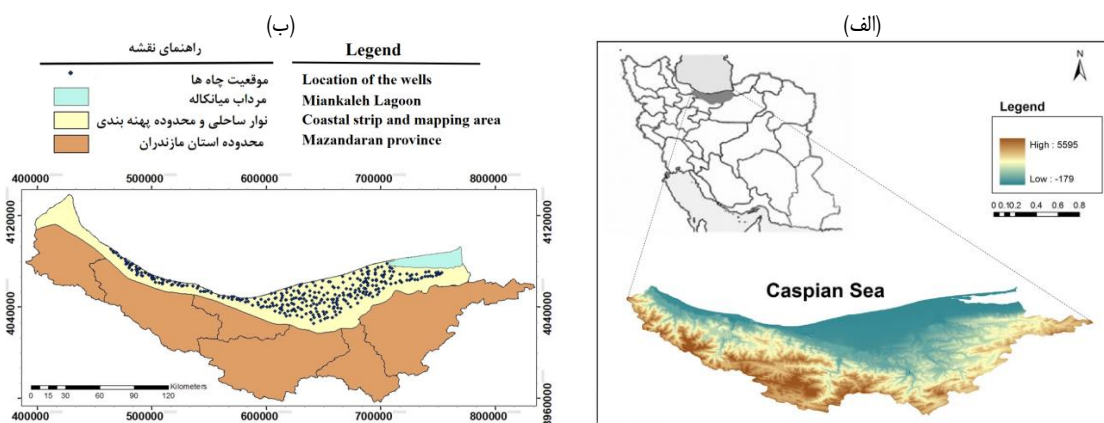 (الف)
N
Legend
High : 5595
Low : -179
0 0.1 0.2 0.4 0.6 0.8
Caspian Sea
(ب)
راهنمای نقشه Legend
موقعیت چاه ها Location of the wells
مرداب میانکاله Miankaleh Lagoon
نوار ساحلی و محدوده پهنه بندی Coastal strip and mapping area
محدوده استان مازندران Mazandaran province
400000 500000 600000 700000 800000
4120000 4120000
4040000 4040000
3960000
0 15 30 60 90 120 Kilometers
400000 500000 600000 700000 800000